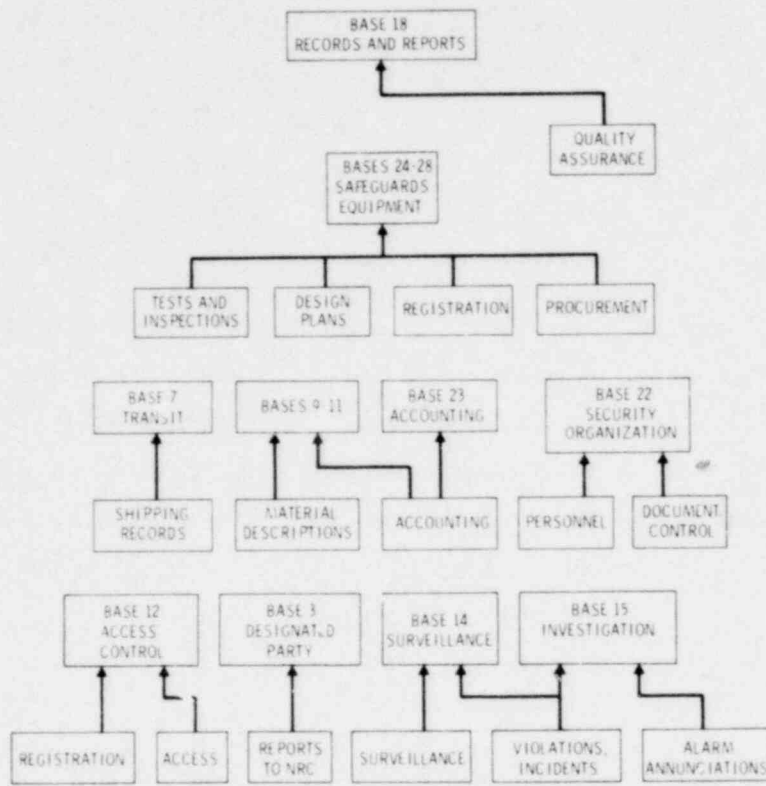 BASE 18
RECORDS AND REPORTS
QUALITY
ASSURANCE
BASES 24-28
SAFEGUARDS
EQUIPMENT
TESTS AND
INSPECTIONS
DESIGN
PLANS
REGISTRATION
PROCUREMENT
BASE 7
TRANSIT
BASES 9-11
BASE 23
ACCOUNTING
BASE 22
SECURITY
ORGANIZATION
SHIPPING
RECORDS
MATERIAL
DESCRIPTIONS
ACCOUNTING
PERSONNEL
DOCUMENT
CONTROL
BASE 12
ACCESS
CONTROL
BASE 3
DESIGNATED
PARTY
BASE 14
SURVEILLANCE
BASE 15
INVESTIGATION
REGISTRATION
ACCESS
REPORTS
TO NRC
SURVEILLANCE
VIOLATIONS,
INCIDENTS
ALARM
ANNUNCIATIONS